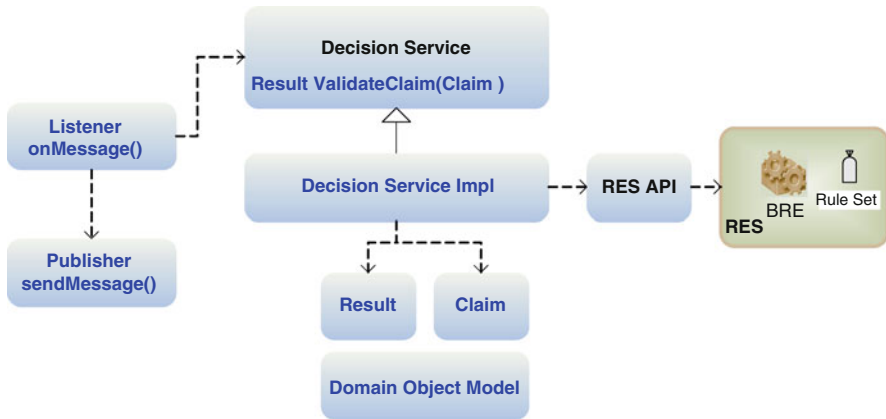 Decision Service
Result ValidateClaim(Claim )
Listener
onMessage()
Decision Service Impl
RES API
BRE
Rule Set
RES
Publisher
sendMessage()
Result
Claim
Domain Object Model